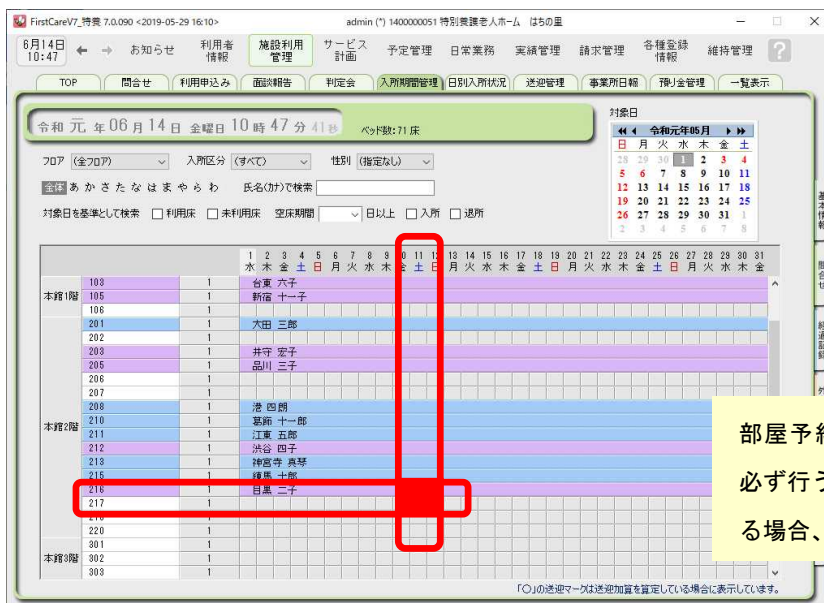 FirstCareV7_特養 7.0.090 <2019-05-29 16:10> admin (*) 1400000051 特別養護老人ホーム はちの里
6月14日 10:47 お知らせ 利用者情報 施設利用管理 サービス計画 予定管理 日常業務 実績管理 請求管理 各種登録情報 維持管理 ?
TOP 問合せ 利用申込み 面談報告 判定会 入所期間管理 日別入所状況 送迎管理 事業所日報 預り金管理 一覧表示
令和 元 年 06 月 14 日 金曜日 10 時 47 分 41 秒 ベッド数:71 床
対象日
令和元年05月
日 月 火 水 木 金 土
28 29 30 1 2 3 4
5 6 7 8 9 10 11
12 13 14 15 16 17 18
19 20 21 22 23 24 25
26 27 28 29 30 31 1
2 3 4 5 6 7 8
フロア (全フロア) 入所区分 (すべて) 性別 (指定なし)
全体 あ か さ た な は ま や ら わ 氏名(カナ)で検索
対象日を基準として検索 利用床 未利用床 空床期間 日以上 入所 退所
1 2 3 4 5 6 7 8 9 10 11 12 13 14 15 16 17 18 19 20 21 22 23 24 25 26 27 28 29 30 31
水 木 金 土 日 月 火 水 木 金 土 日 月 火 水 木 金 土 日 月 火 水 木 金 土 日 月 火 水 木 金
103 1 台東 六子
本館1階 105 1 新宿 十一子
106 1
201 1 大田 三郎
202 1
203 1 井守 宏子
205 1 品川 三子
206 1
207 1
208 1 港 四朗
本館2階 210 1 葛飾 十一郎
211 1 江東 五郎
212 1 渋谷 四子
213 1 神宮寺 真琴
215 1 練馬 十郎
216 1 目黒 二子
217 1
220 1
301 1
本館3階 302 1
303 1
「○」の送迎マークは送迎加算を算定している場合に表示しています。
基本情報
問合せ
経過記録
部屋予
必ず行う
る場合、